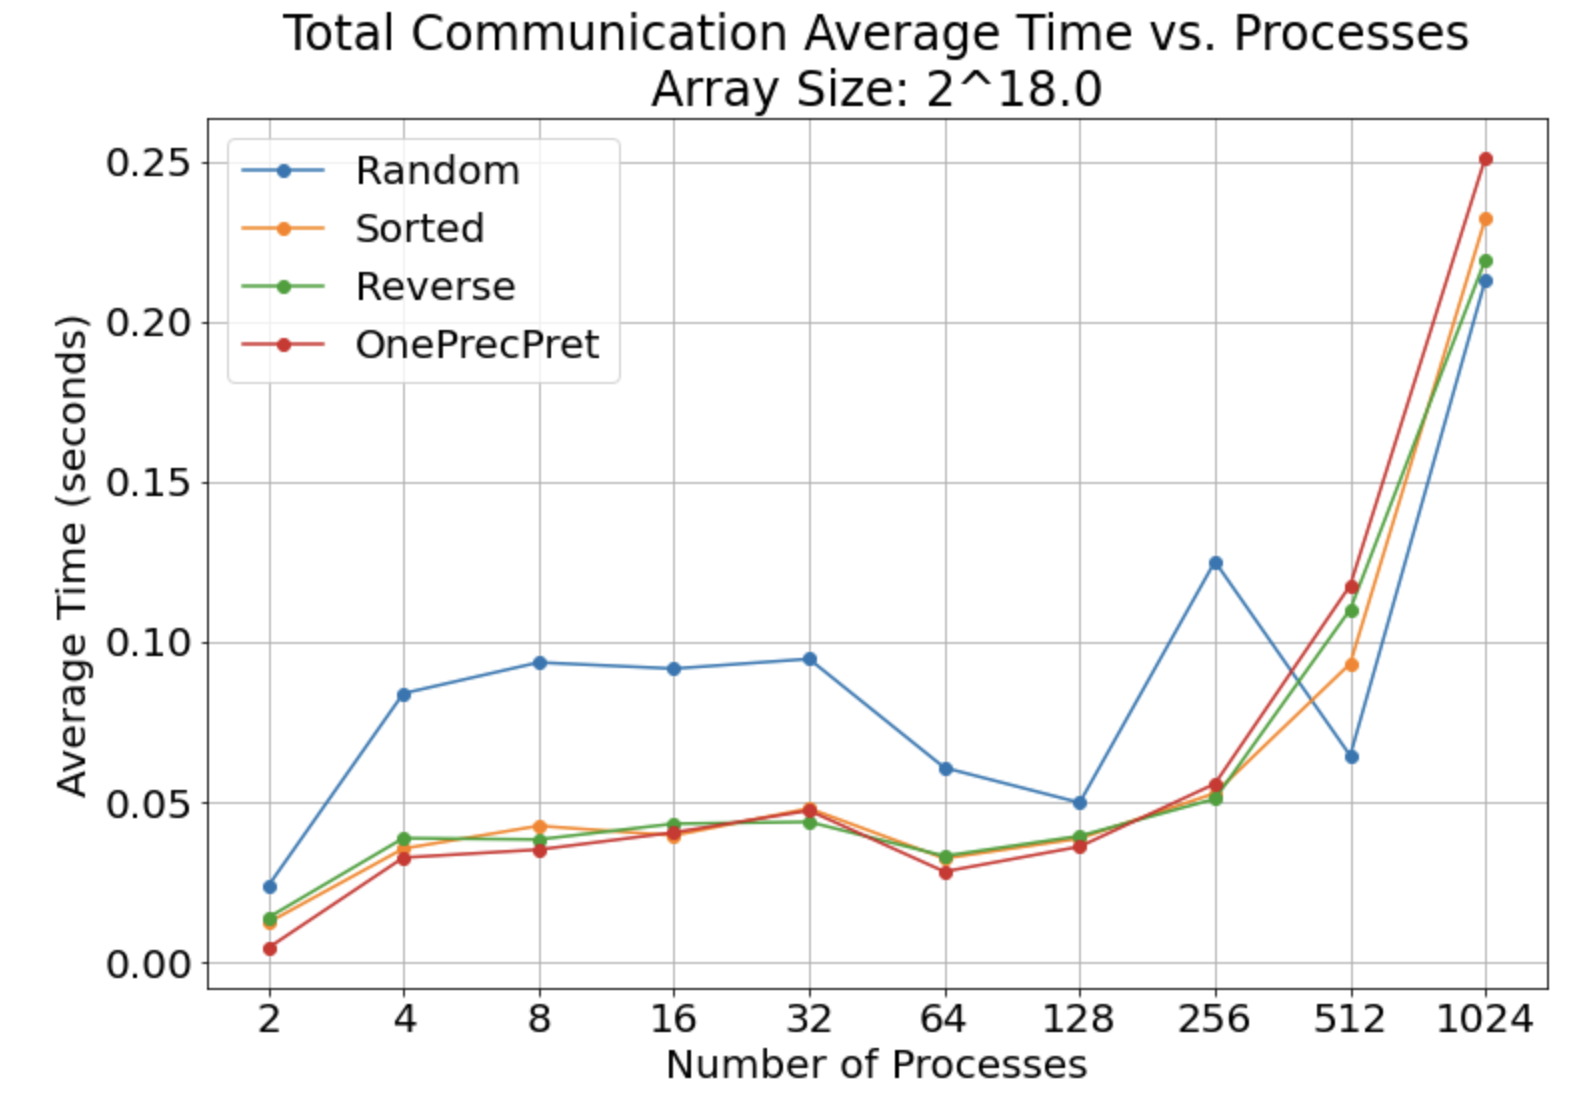 Total Communication Average Time vs. Processes
Array Size: 2^18.0
Random
Sorted
Reverse
OnePrecPret
Average Time (seconds)
0.25
0.20
0.15
0.10
0.05
0.00
2 4 8 16 32 64 128 256 512 1024
Number of Processes